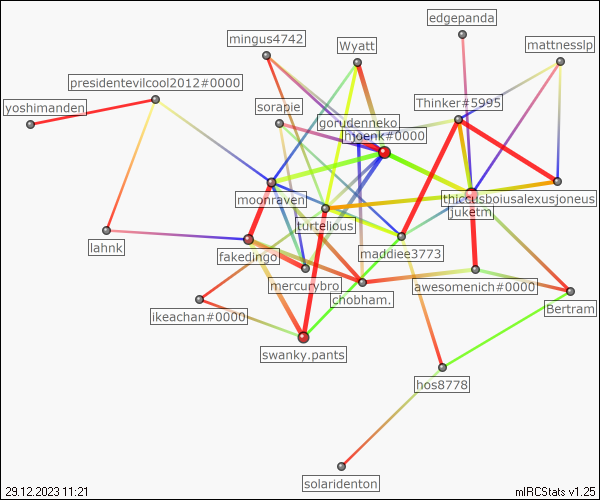 edgepanda
mingus4742
Wyatt
mattnesslp
presidentevilcool2012#0000
yoshimanden
sorapie
Thinker#5995
gorudenneko
hjoenk#0000
moonraven
thiccusboiusalexusjoneus
juketm
turtelious
lahnk
fakedingo
maddiee3773
mercurybro
chobham.
awesomenich#0000
Bertram
ikeachan#0000
swanky.pants
hos8778
solaridenton
29.12.2023 11:21
mIRCStats v1.25